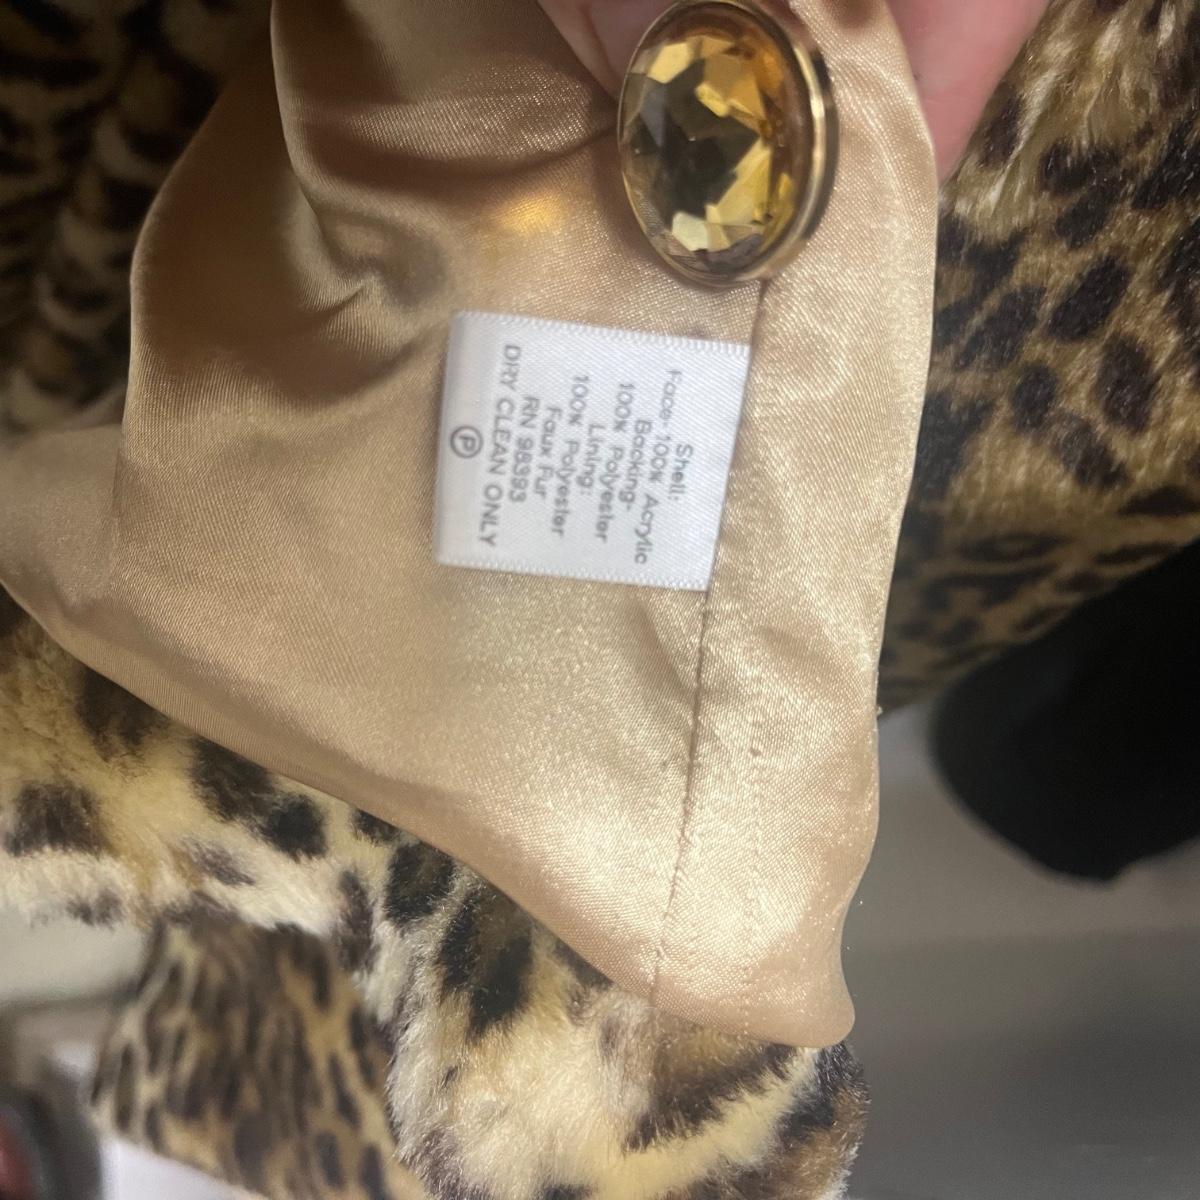 Shell:
Face- 100% Acrylic
Backing-
100% Polyester
Lining:
100% Polyester
Faux Fur
RN 98393
DRY CLEAN ONLY
P